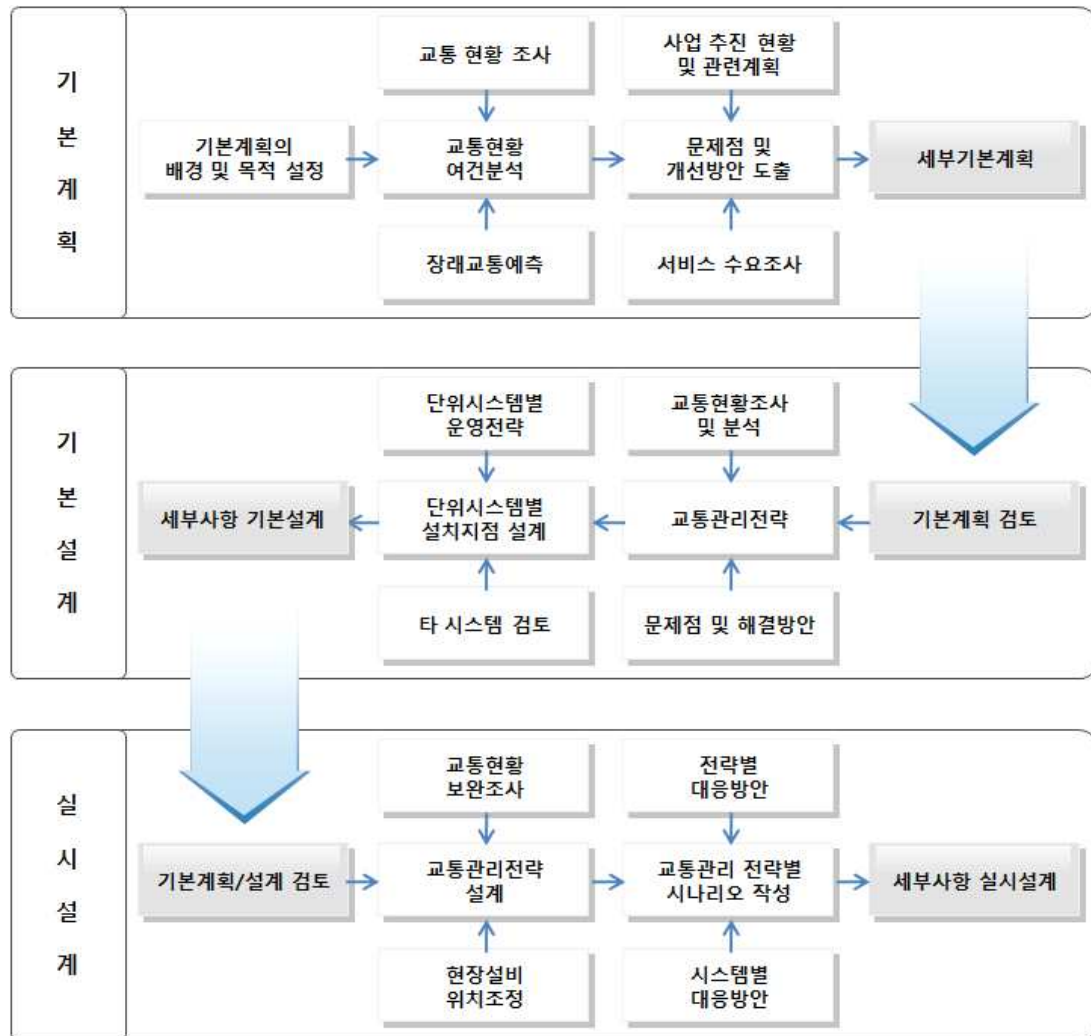 기본계획
교통 현황 조사
사업 추진 현황
및 관련계획
기본계획의
배경 및 목적 설정
교통현황
여건분석
문제점 및
개선방안 도출
세부기본계획
장래교통예측
서비스 수요조사
기본설계
단위시스템별
운영전략
교통현황조사
및 분석
세부사항 기본설계
단위시스템별
설치지점 설계
교통관리전략
기본계획 검토
타 시스템 검토
문제점 및 해결방안
실시설계
교통현황
보완조사
전략별
대응방안
기본계획/설계 검토
교통관리전략
설계
교통관리 전략별
시나리오 작성
세부사항 실시설계
현장설비
위치조정
시스템별
대응방안